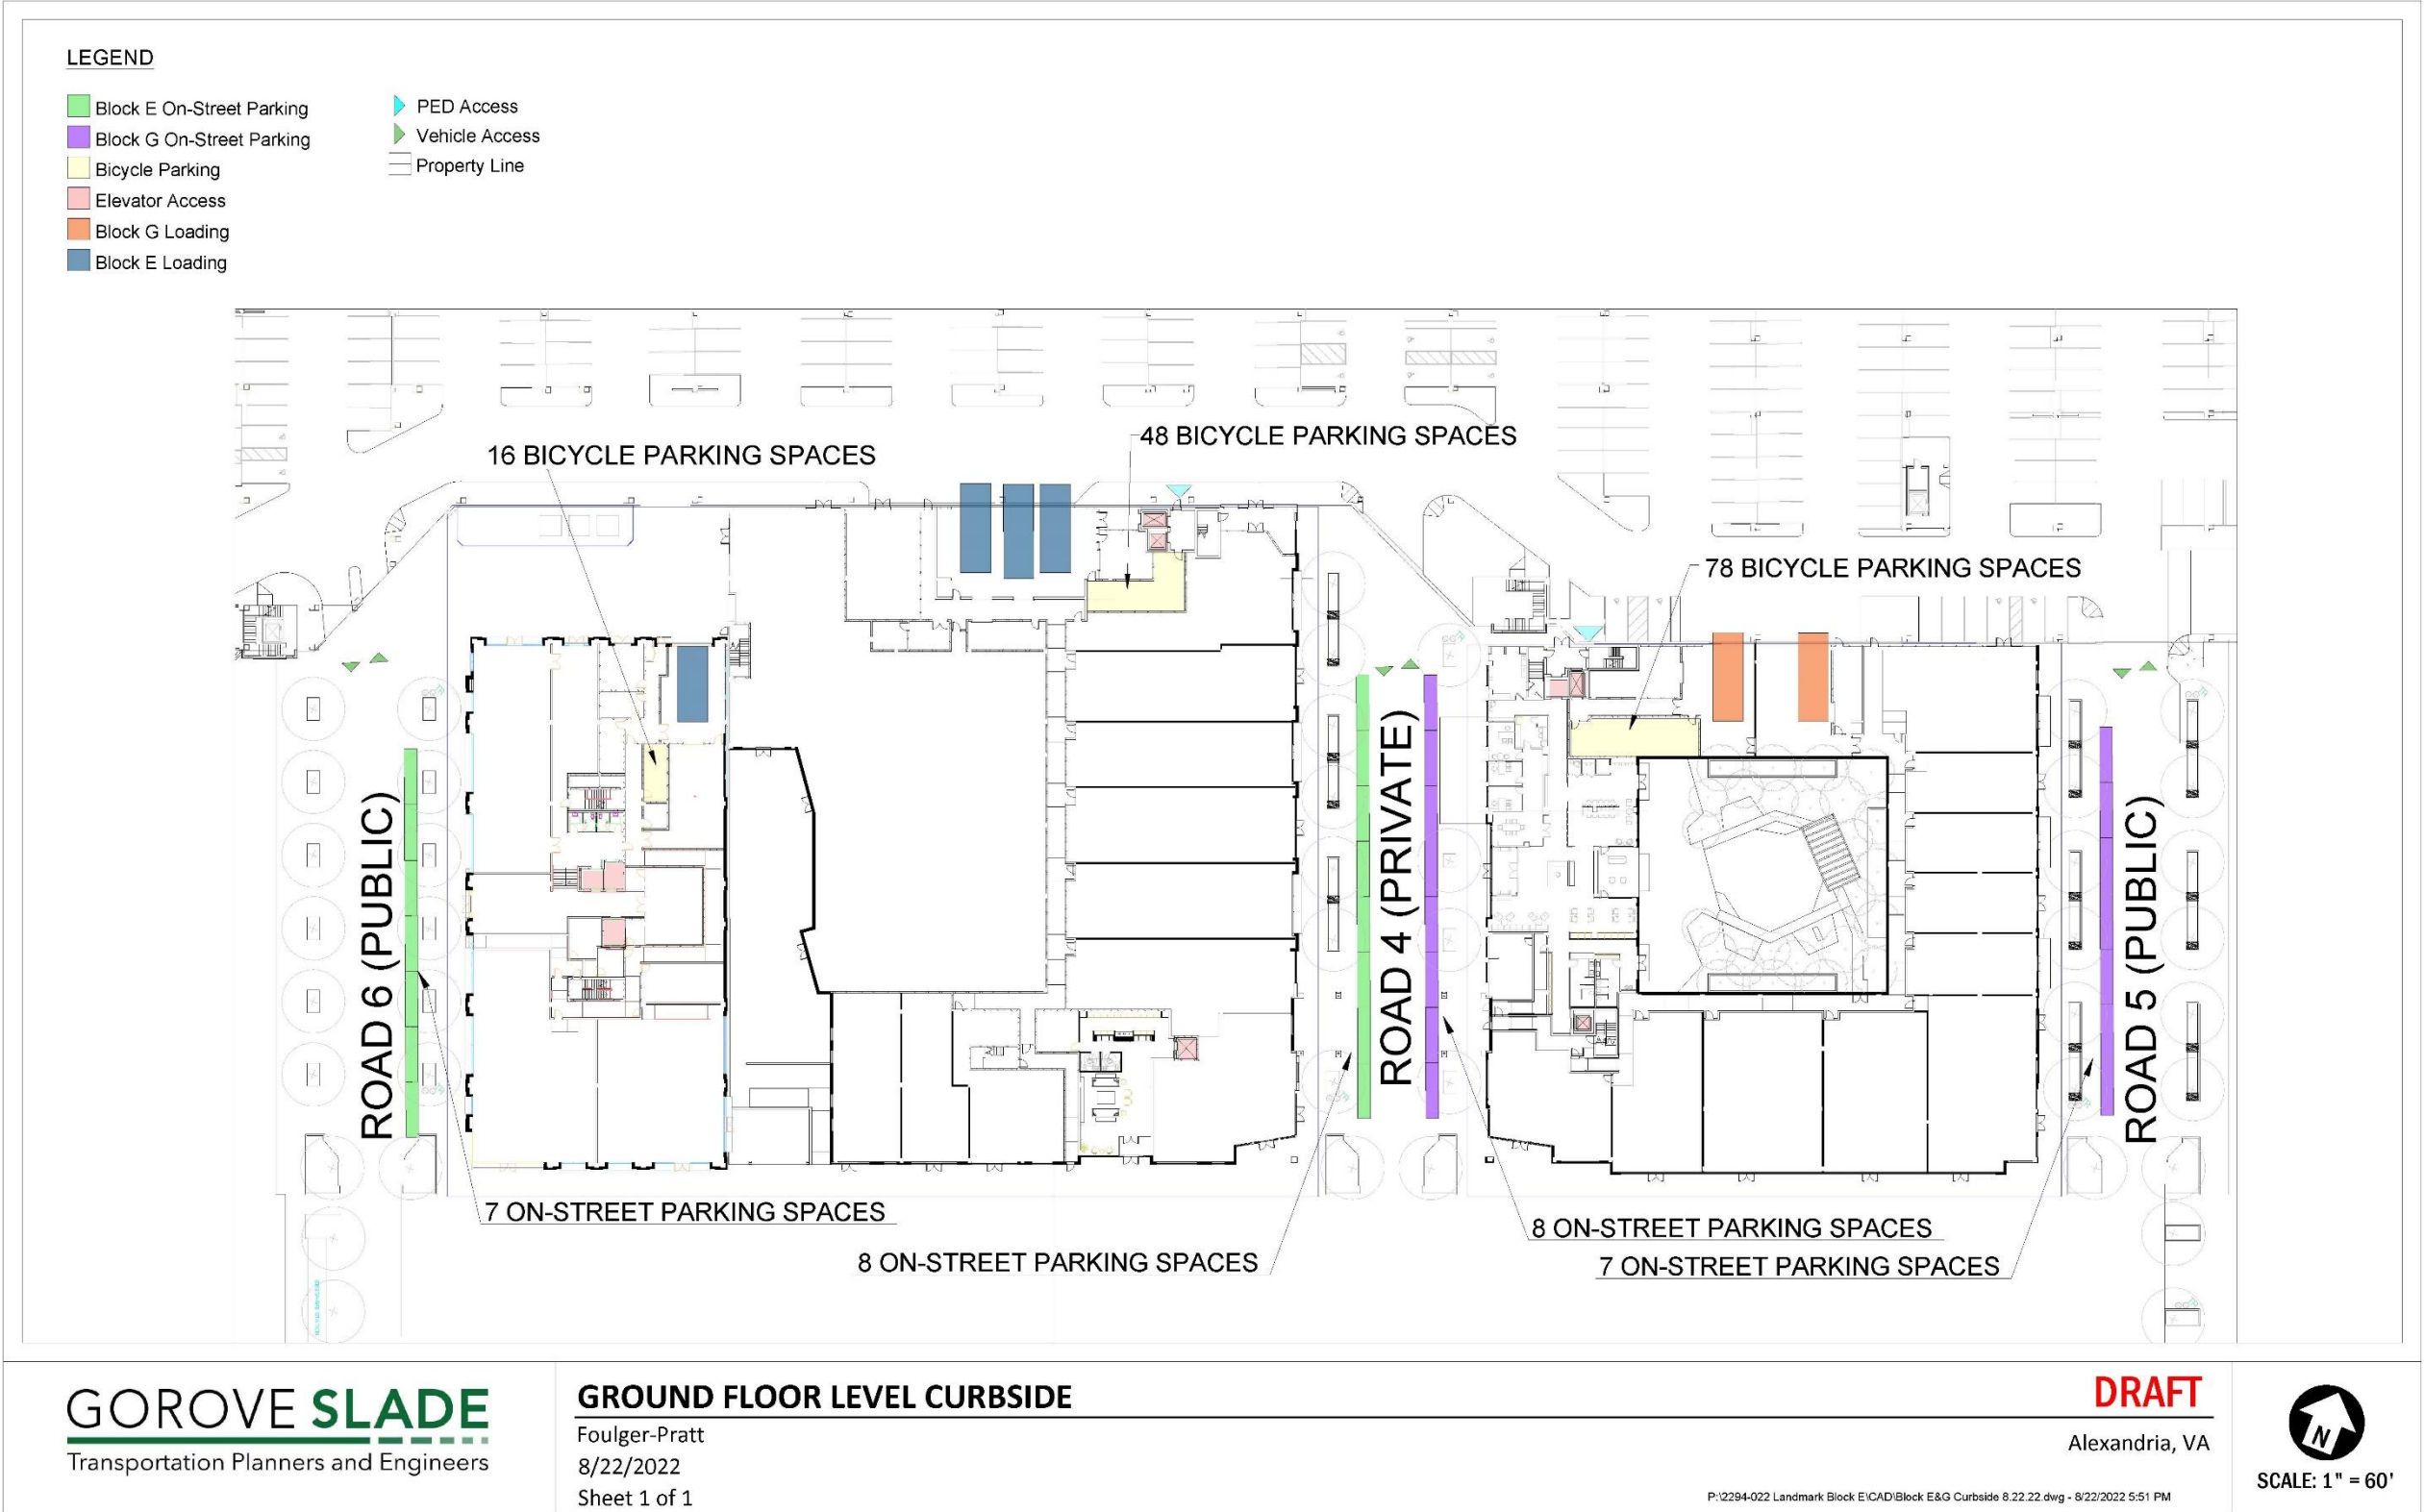 LEGEND
Block E On-Street Parking
Block G On-Street Parking
Bicycle Parking
Elevator Access
Block G Loading
Block E Loading
PED Access
Vehicle Access
Property Line
16 BICYCLE PARKING SPACES
48 BICYCLE PARKING SPACES
78 BICYCLE PARKING SPACES
ROAD 6 (PUBLIC)
ROAD 4 (PRIVATE)
ROAD 5 (PUBLIC)
7 ON-STREET PARKING SPACES
8 ON-STREET PARKING SPACES
8 ON-STREET PARKING SPACES
7 ON-STREET PARKING SPACES
GOROVE SLADE
Transportation Planners and Engineers
GROUND FLOOR LEVEL CURBSIDE
Foulger-Pratt
8/22/2022
Sheet 1 of 1
DRAFT
Alexandria, VA
P:\2294-022 Landmark Block E\CAD\Block E&G Curbside 8.22.22.dwg - 8/22/2022 5:51 PM
N
SCALE: 1" = 60'